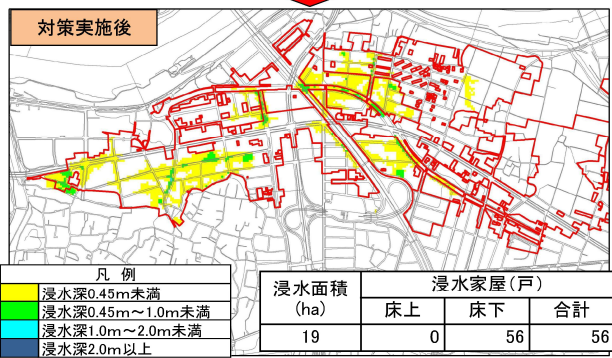 対策実施後
凡 例
浸水深0.45m未満
浸水深0.45m～1.0m未満
浸水深1.0m～2.0m未満
浸水深2.0m以上
浸水面積(ha) 浸水家屋(戸)
床上 床下 合計
19 0 56 56